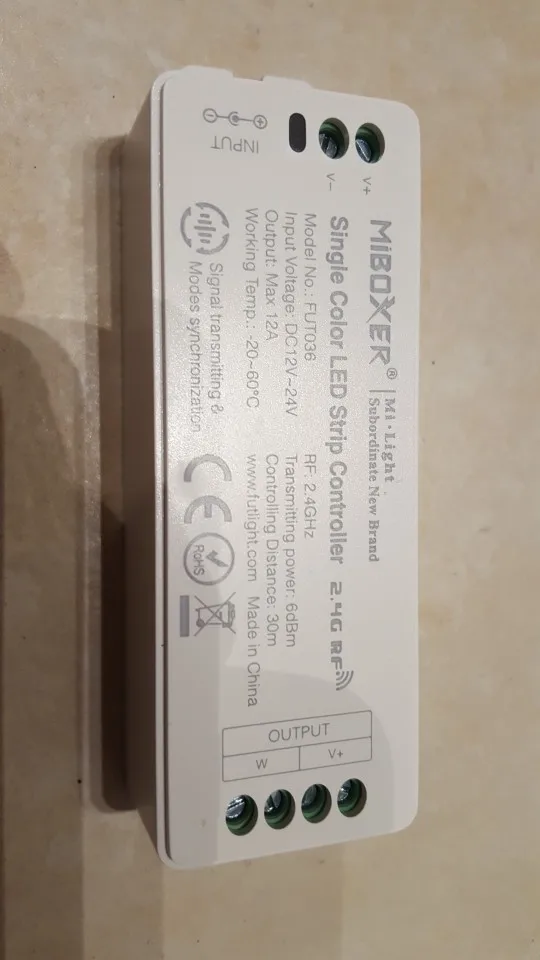 MiBOXER® | Mi·Light
Subordinate New Brand
Single Color LED Strip Controller 2.4G RF
Model No.: FUT036
Input Voltage: DC12V~24V
Output: Max 12A
Working Temp.: -20~60°C
RF: 2.4GHz
Transmitting power: 6dBm
Controlling Distance: 30m
www.futlight.com Made in China
Signal transmitting &
Modes synchronization
CE
RoHS
V+
V-
INPUT
OUTPUT
W V+